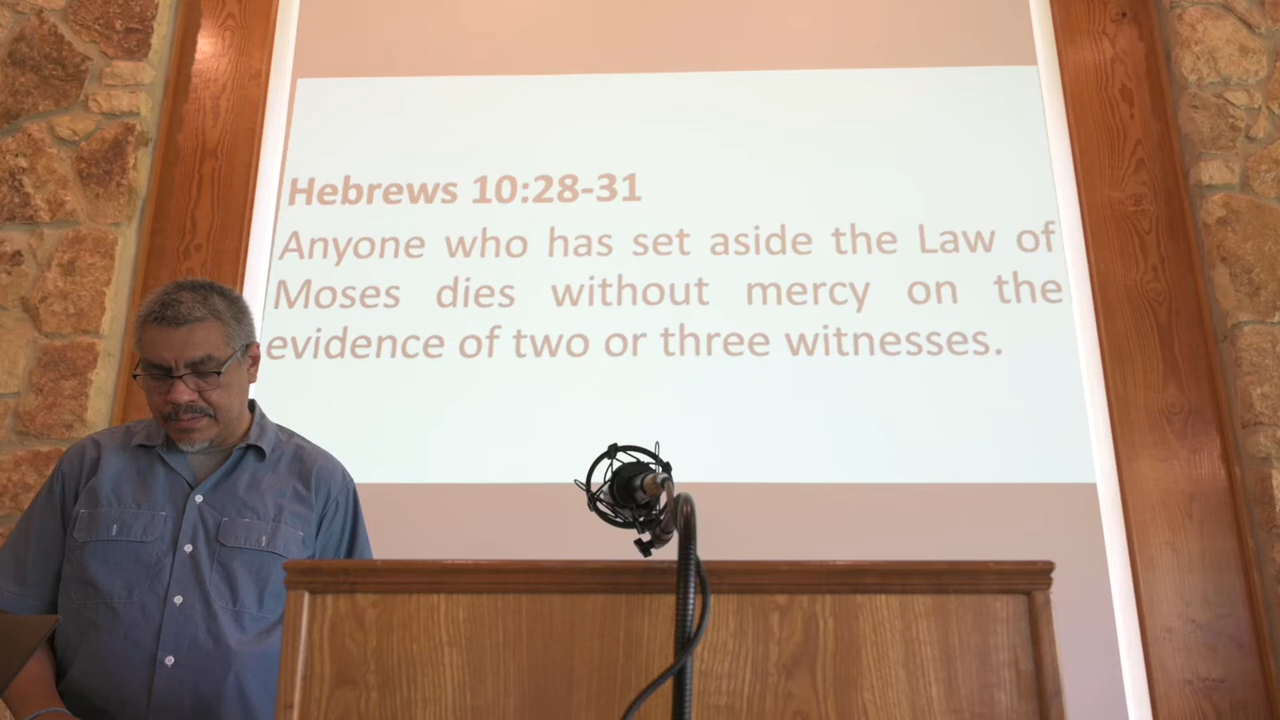 Hebrews 10:28-31
Anyone who has set aside the Law of
Moses dies without mercy on the
evidence of two or three witnesses.